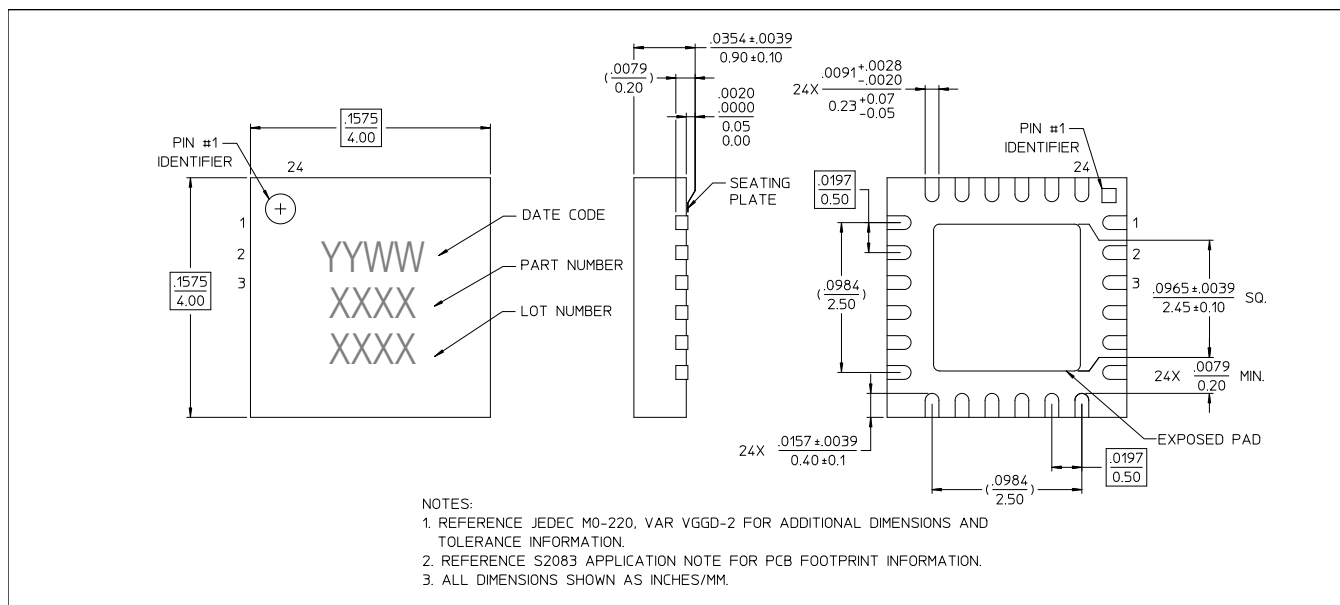 .0354±.0039
0.90±0.10
(.0079
0.20)
.0020
.0000
0.05
0.00
24X .0091+.0028
-.0020
0.23+0.07
-0.05
.1575
4.00
PIN #1
IDENTIFIER
24
PIN #1
IDENTIFIER
24
SEATING
PLATE
.0197
0.50
1
2
3
.1575
4.00
YYWW
XXXX
XXXX
DATE CODE
PART NUMBER
LOT NUMBER
(.0984)
2.50
1
2
3
.0965±.0039
2.45±0.10
SQ.
24X .0079
0.20
MIN.
24X .0157±.0039
0.40±0.1
EXPOSED PAD
(.0984)
2.50
.0197
0.50
NOTES:
1. REFERENCE JEDEC MO-220, VAR VGGD-2 FOR ADDITIONAL DIMENSIONS AND
TOLERANCE INFORMATION.
2. REFERENCE S2083 APPLICATION NOTE FOR PCB FOOTPRINT INFORMATION.
3. ALL DIMENSIONS SHOWN AS INCHES/MM.